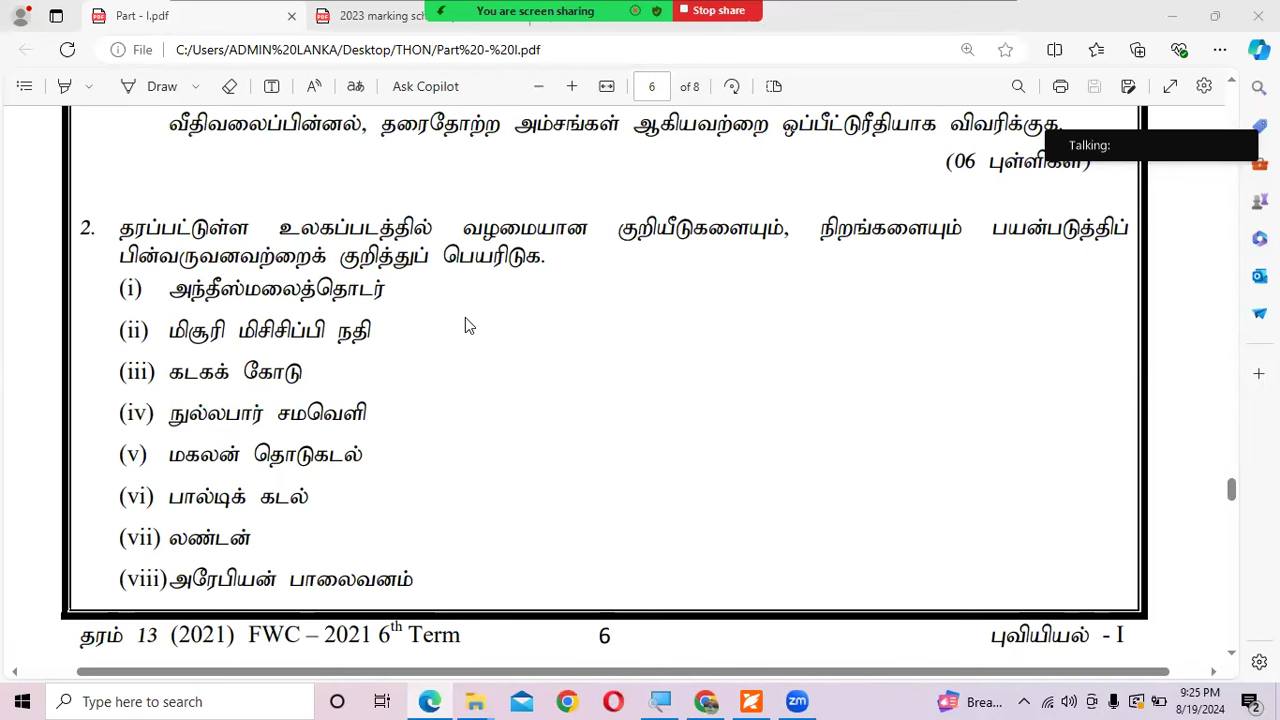 Part - I.pdf
2023 marking sch
You are screen sharing
Stop share
File
C:/Users/ADMIN%20LANKA/Desktop/THON/Part%20-%20I.pdf
Draw
Ask Copilot
6
of 8
வீதிவலைப்பின்னல், தரைதோற்ற அம்சங்கள் ஆகியவற்றை ஒப்பீட்டுரீதியாக விவரிக்குக.
Talking:
(06 புள்ளிகள்)
2. தரப்பட்டுள்ள உலகப்படத்தில் வழமையான குறியீடுகளையும், நிறங்களையும் பயன்படுத்திப்
பின்வருவனவற்றைக் குறித்துப் பெயரிடுக.
(i) அந்தீஸ்மலைத்தொடர்
(ii) மிசூரி மிசிசிப்பி நதி
(iii) கடகக் கோடு
(iv) நுல்லபார் சமவெளி
(v) மகலன் தொடுகடல்
(vi) பால்டிக் கடல்
(vii) லண்டன்
(viii) அரேபியன் பாலைவனம்
தரம் 13 (2021) FWC – 2021 6th Term
6
புவியியல் - I
Type here to search
Brea...
9:25 PM
8/19/2024
2